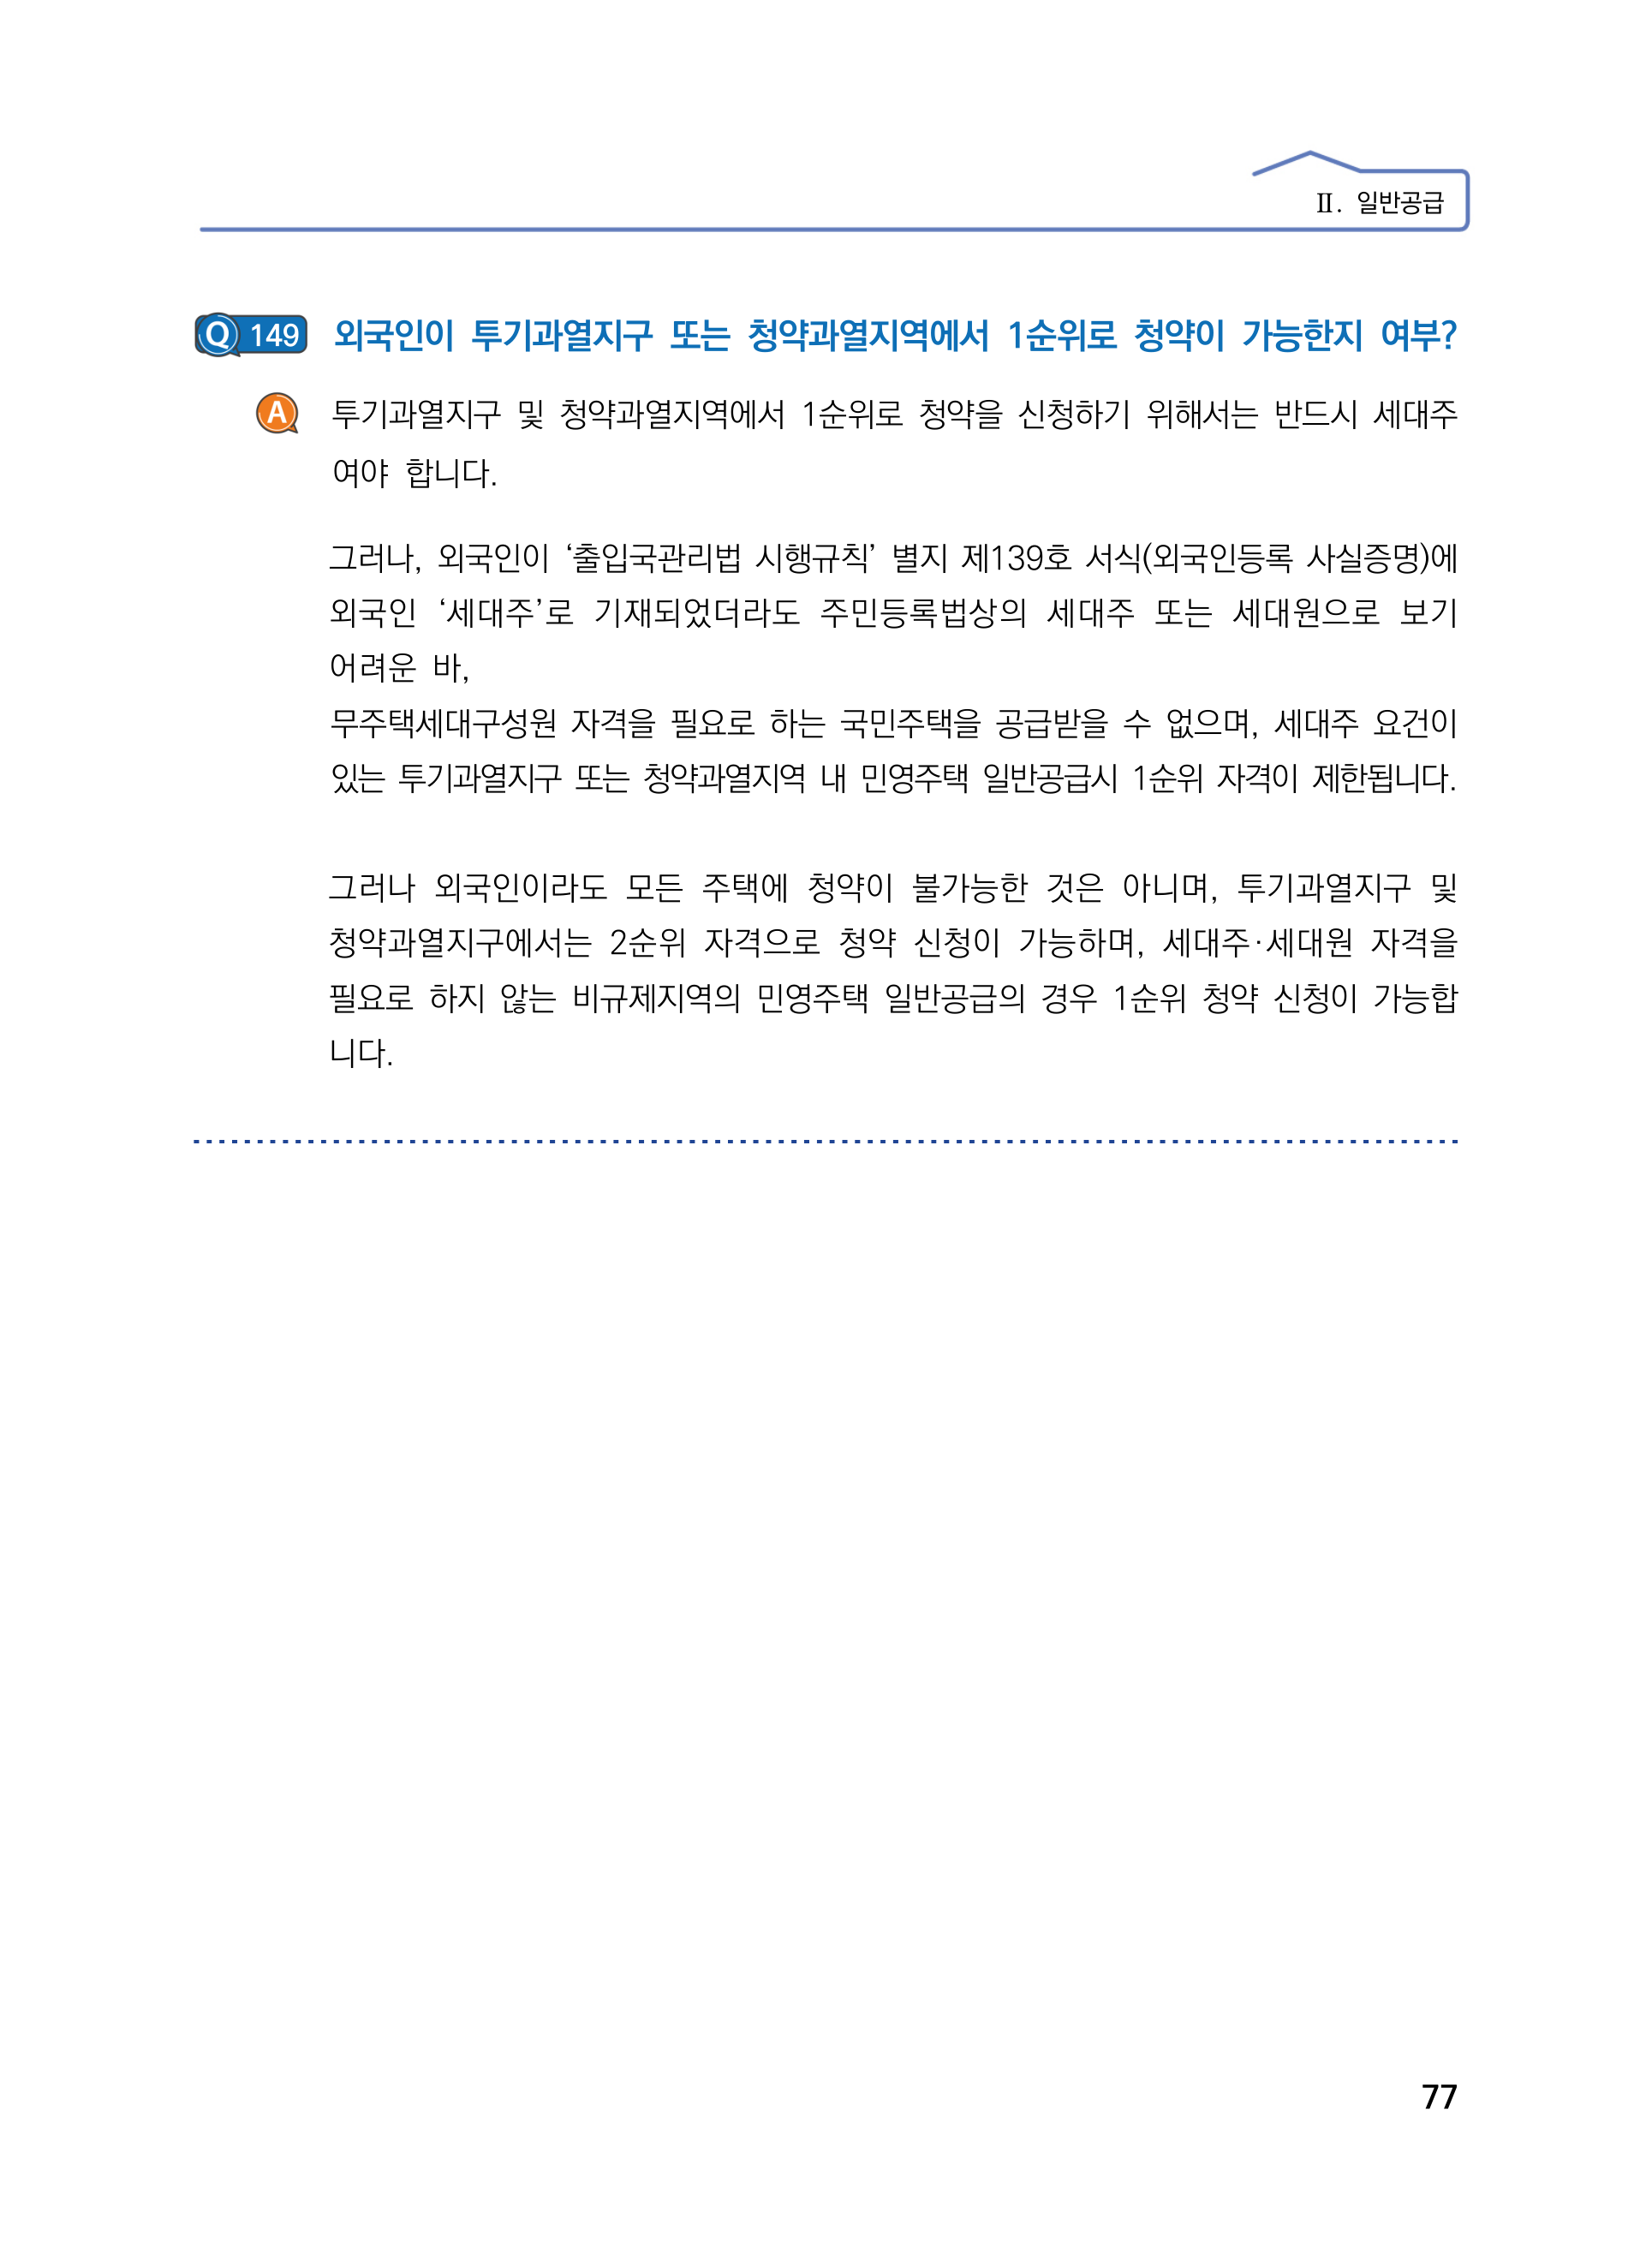 Ⅱ. 일반공급
Q 149 외국인이 투기과열지구 또는 청약과열지역에서 1순위로 청약이 가능한지 여부?
A 투기과열지구 및 청약과열지역에서 1순위로 청약을 신청하기 위해서는 반드시 세대주
여야 합니다.
그러나, 외국인이 ‘출입국관리법 시행규칙’ 별지 제139호 서식(외국인등록 사실증명)에
외국인 ‘세대주’로 기재되었더라도 주민등록법상의 세대주 또는 세대원으로 보기
어려운 바,
무주택세대구성원 자격을 필요로 하는 국민주택을 공급받을 수 없으며, 세대주 요건이
있는 투기과열지구 또는 청약과열지역 내 민영주택 일반공급시 1순위 자격이 제한됩니다.
그러나 외국인이라도 모든 주택에 청약이 불가능한 것은 아니며, 투기과열지구 및
청약과열지구에서는 2순위 자격으로 청약 신청이 가능하며, 세대주·세대원 자격을
필요로 하지 않는 비규제지역의 민영주택 일반공급의 경우 1순위 청약 신청이 가능합
니다.
77